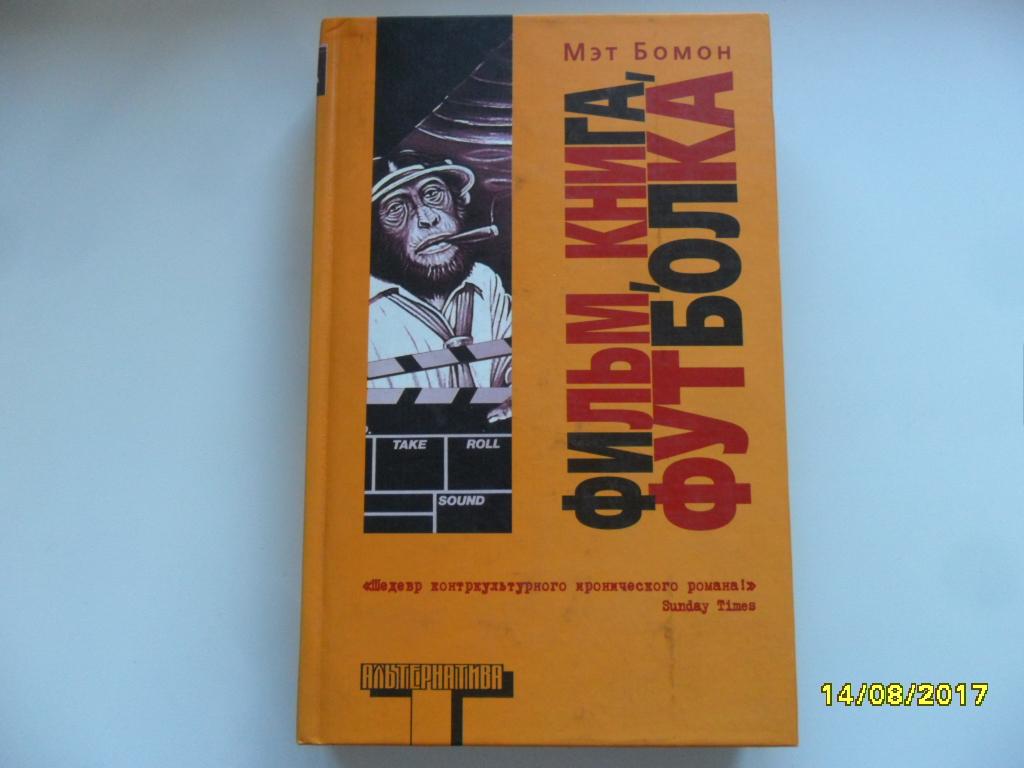 Мэт Бомон
ФИЛЬМ, КНИГА,
ФУТБОЛКА
TAKE ROLL
SOUND
«Шедевр контркультурного иронического романа!»
Sunday Times
АЛЬТЕРНАТИВА
14/08/2017